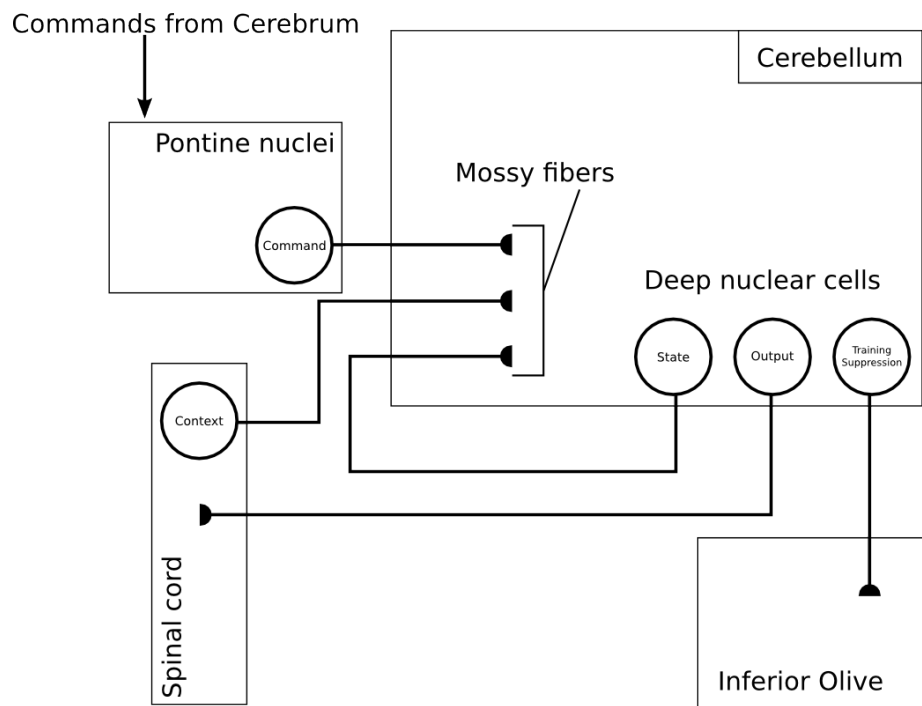 Commands from Cerebrum
Cerebellum
Pontine nuclei
Mossy fibers
Command
Deep nuclear cells
State
Output
Training
Suppression
Context
Spinal cord
Inferior Olive